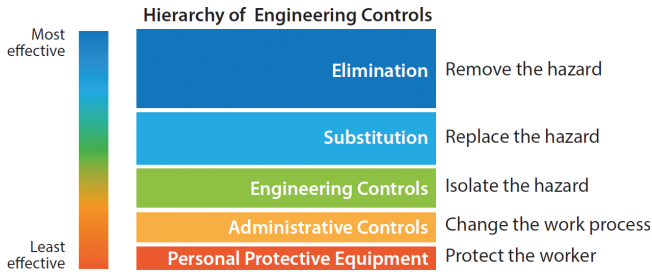 Hierarchy of Engineering Controls
Most
effective
Elimination Remove the hazard
Substitution Replace the hazard
Engineering Controls Isolate the hazard
Administrative Controls Change the work process
Least
effective
Personal Protective Equipment Protect the worker